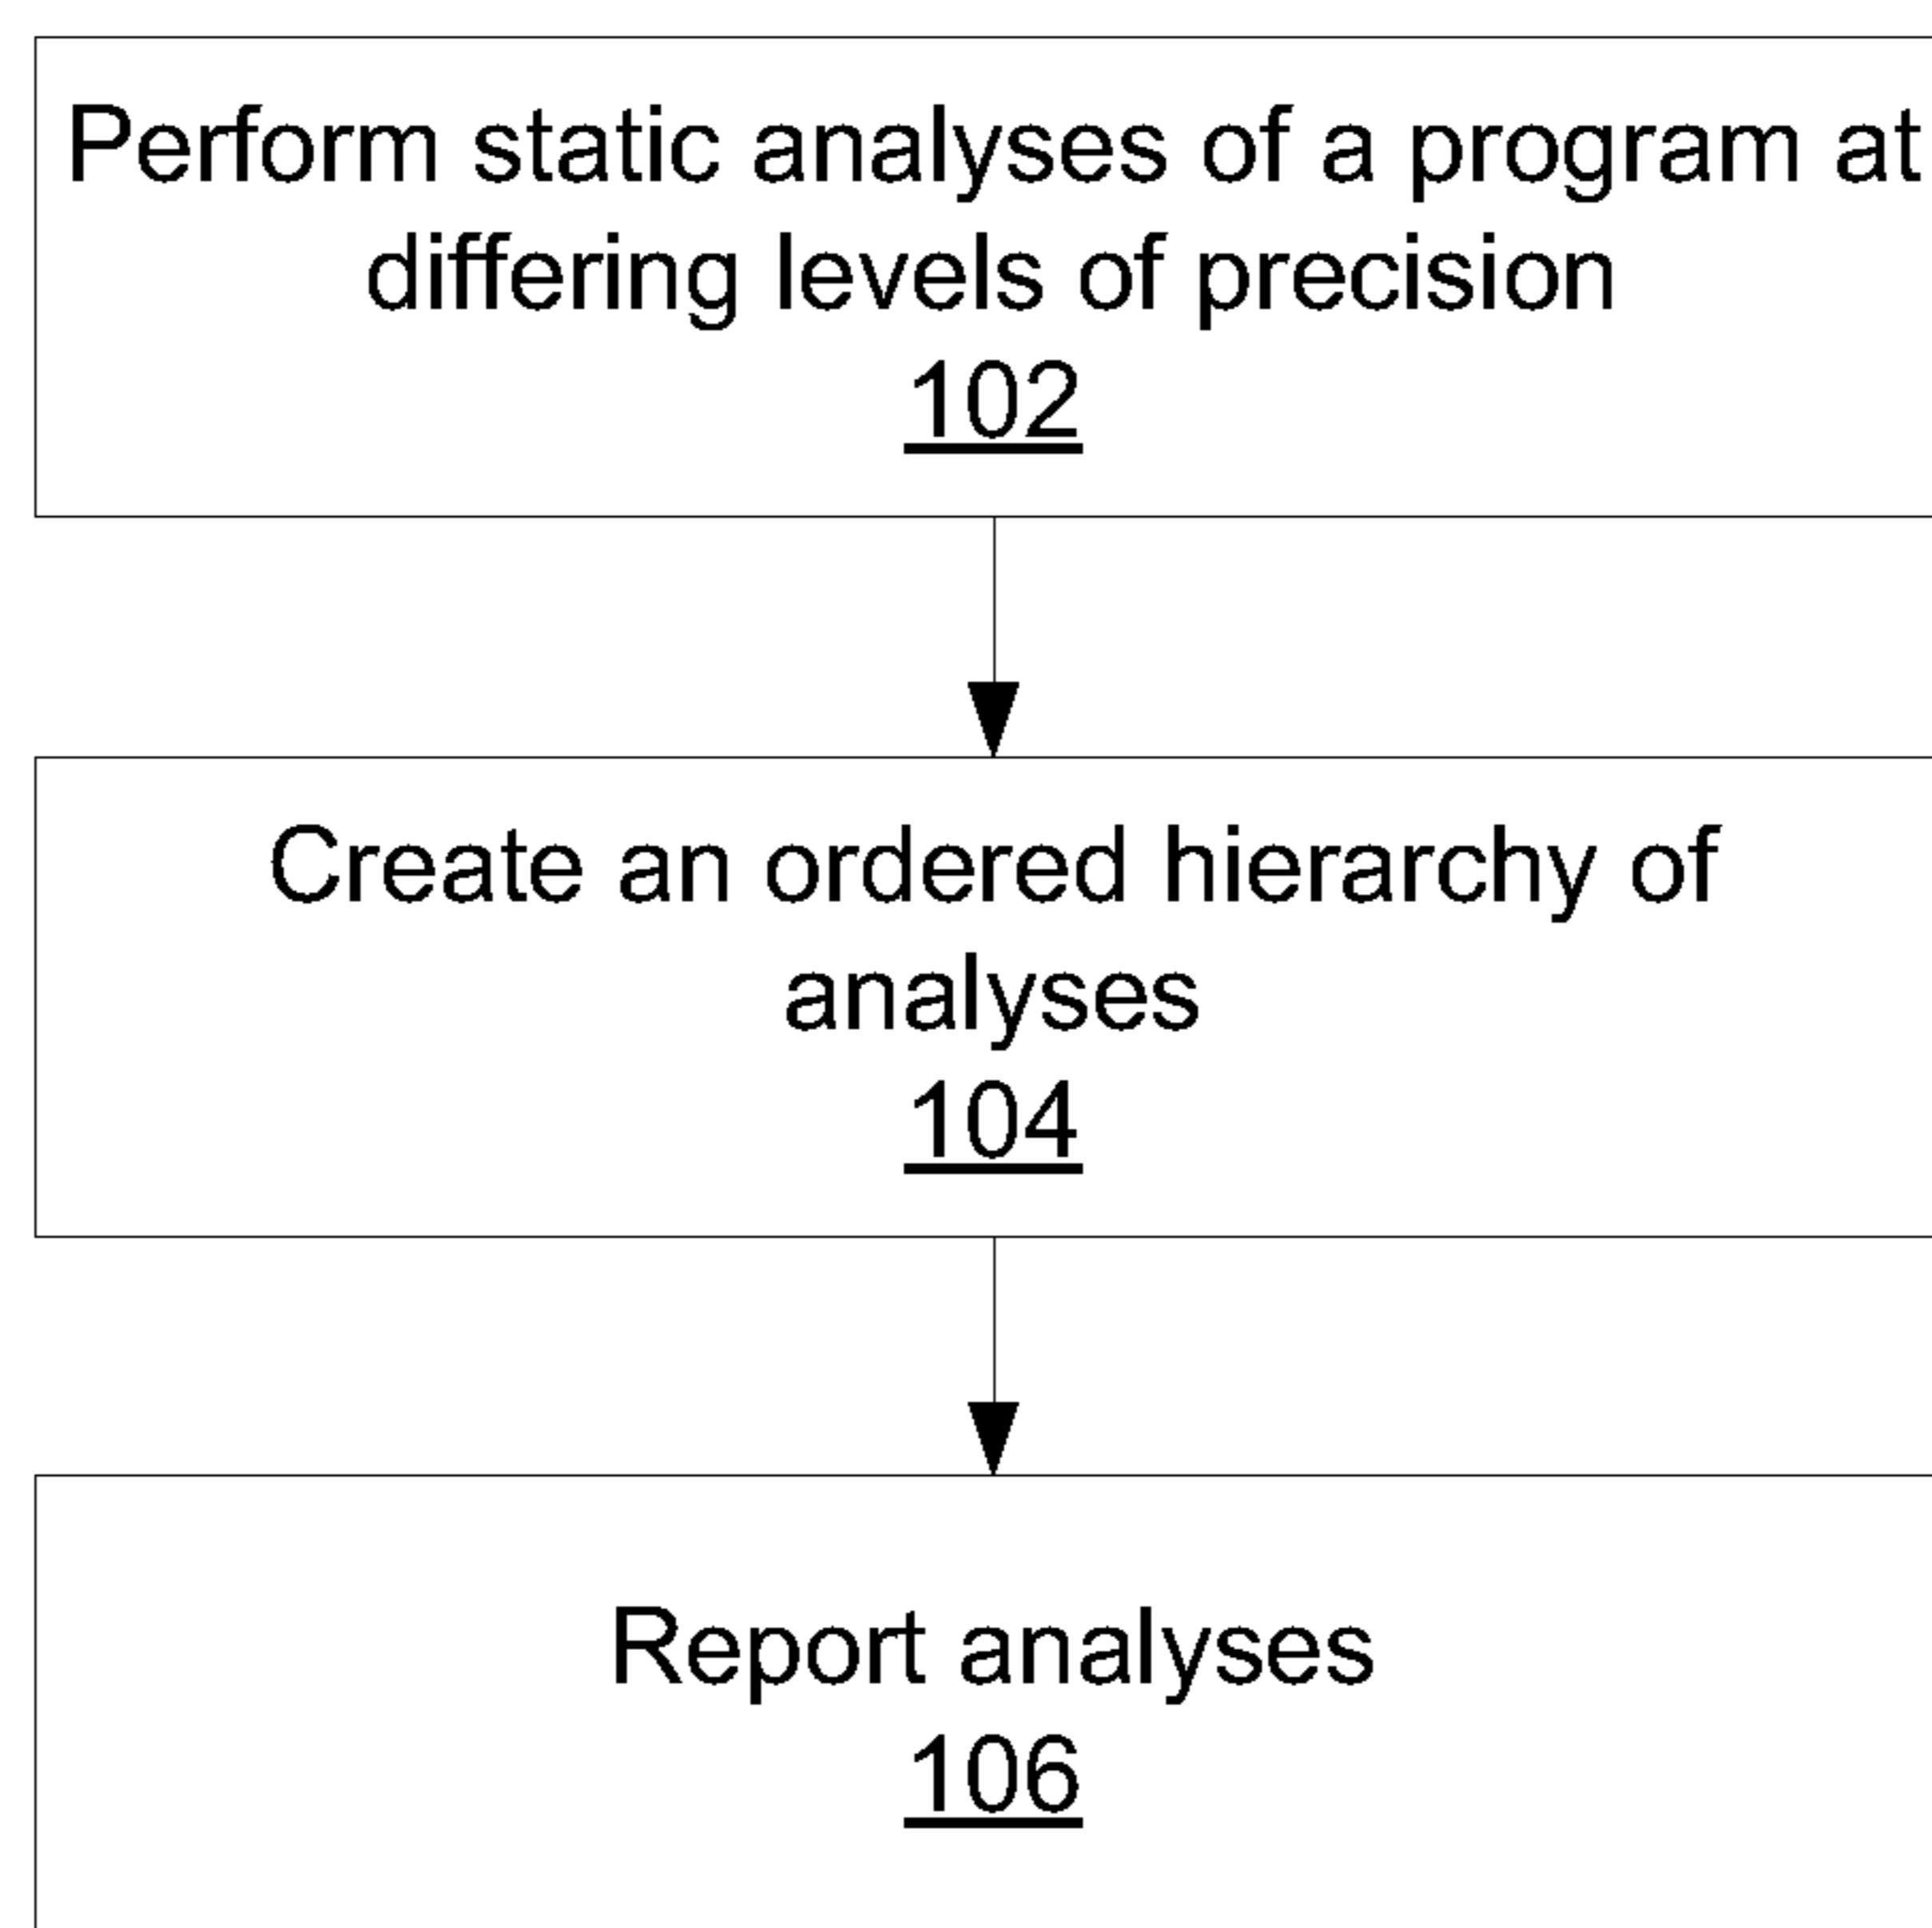 Perform static analyses of a program at
differing levels of precision
102
Create an ordered hierarchy of
analyses
104
Report analyses
106